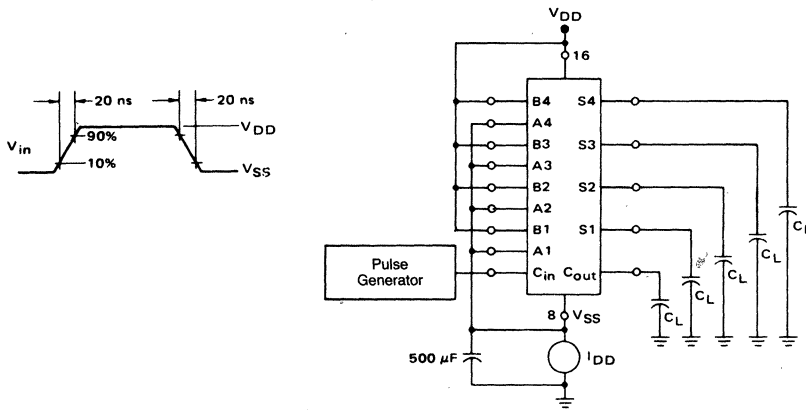 20 ns
20 ns
V_DD
90%
V_in
10%
V_SS
V_DD
16
B4
S4
A4
B3
S3
A3
B2
S2
A2
B1
S1
A1
Pulse
Generator
C_in
C_out
C_L
C_L
C_L
C_L
C_L
8
V_SS
500 μF
I_DD